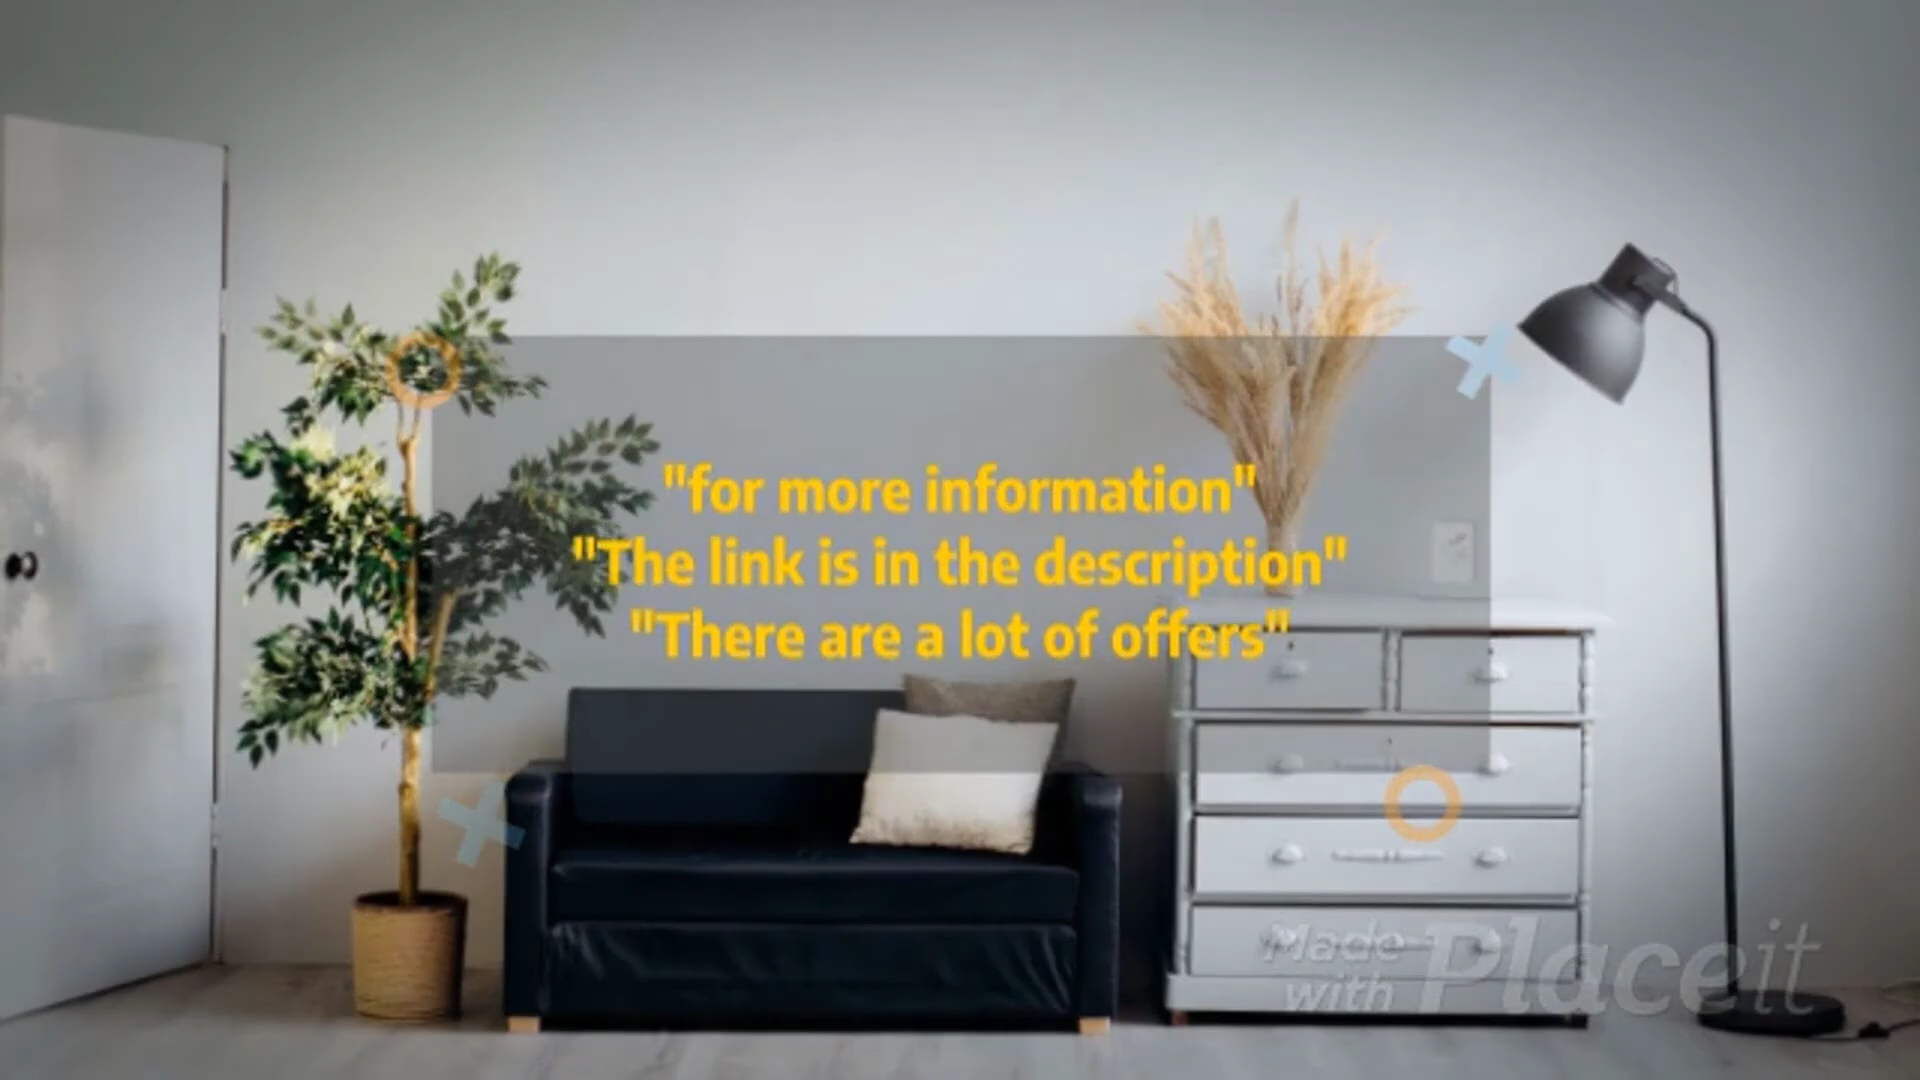 "for more information"
"The link is in the description"
"There are a lot of offers"
Made
with Placeit